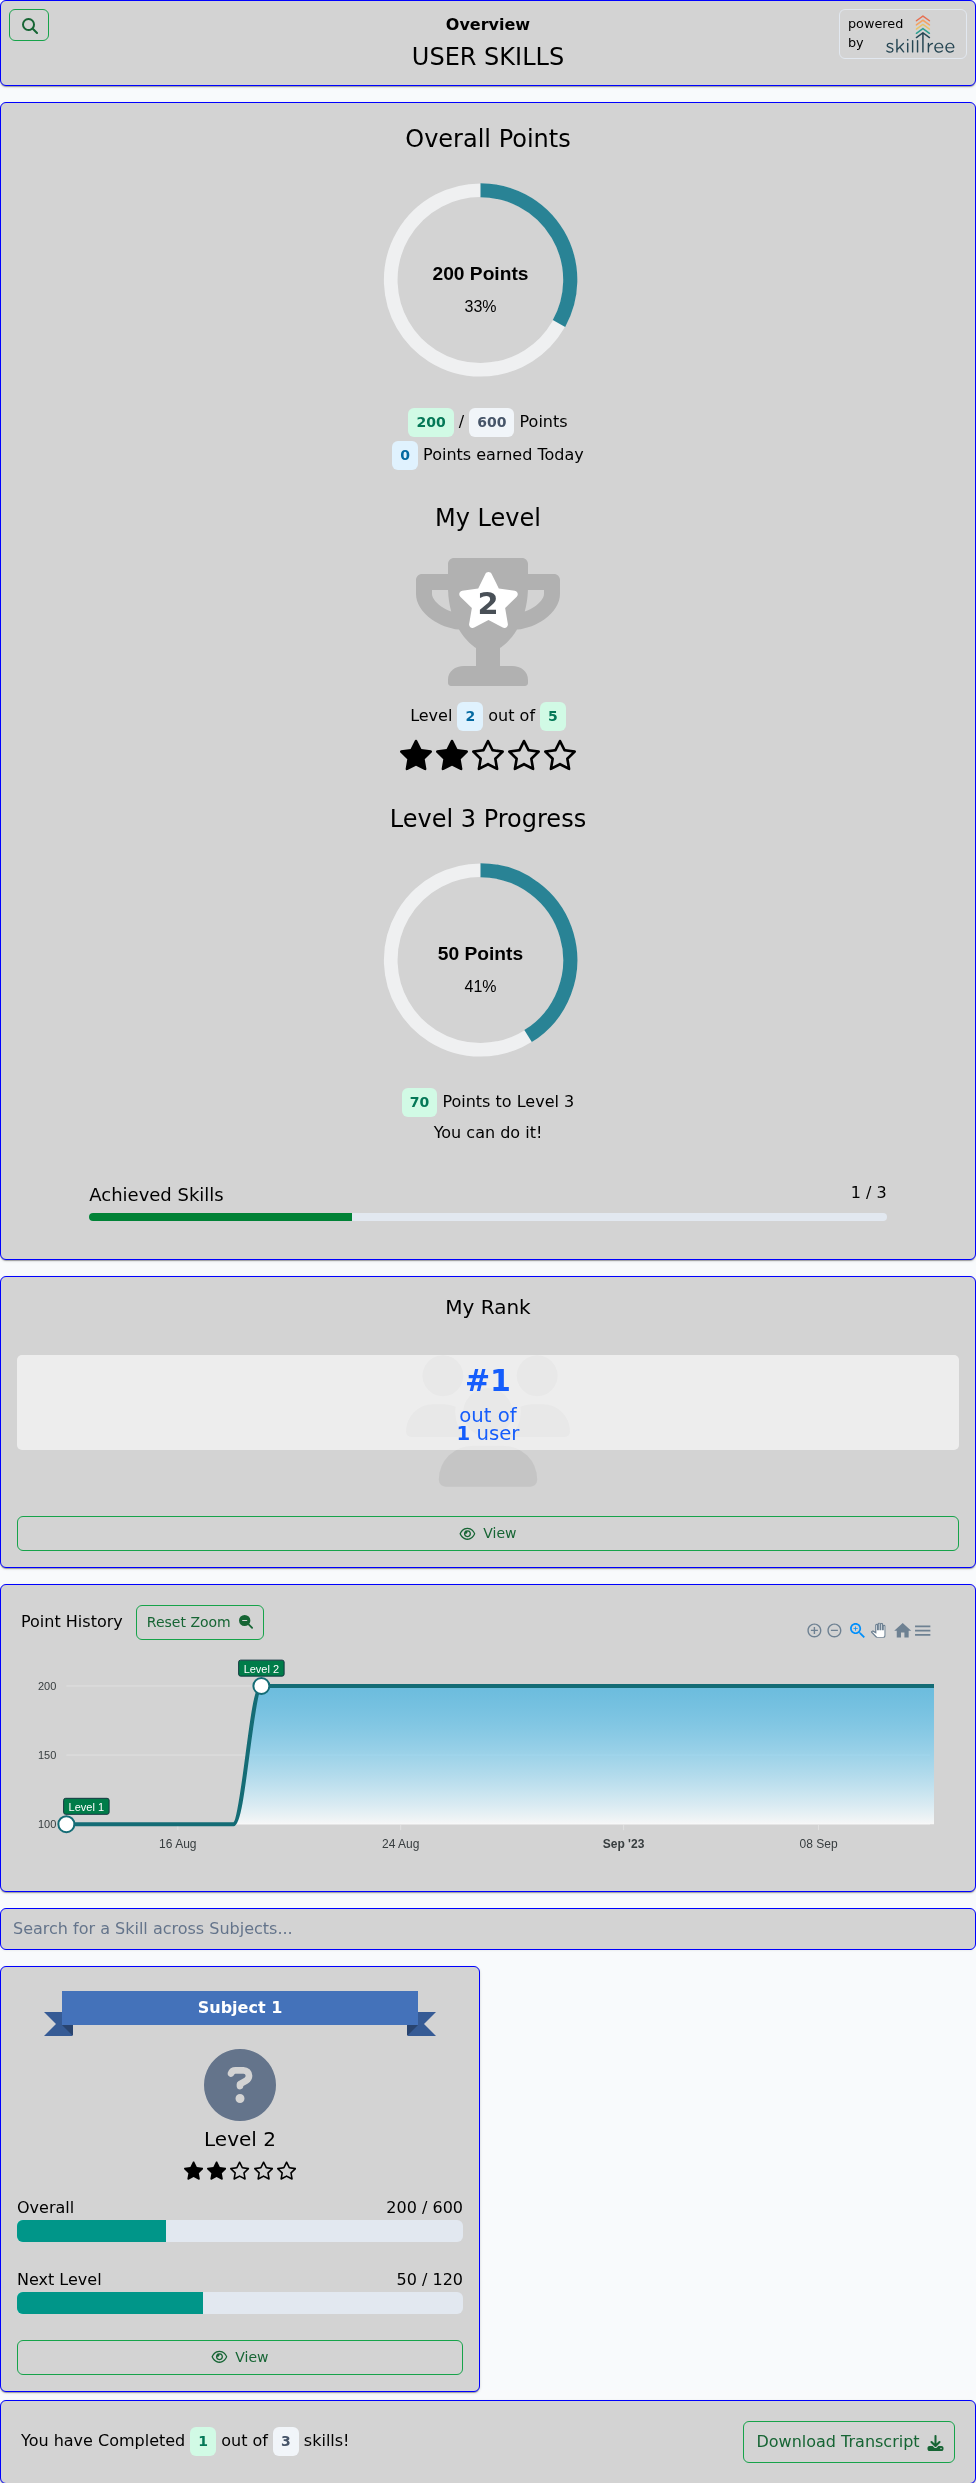 Overview
USER SKILLS
powered
by
skilltree
Overall Points
200 Points
33%
200 / 600 Points
0 Points earned Today
My Level
2
Level 2 out of 5
Level 3 Progress
50 Points
41%
70 Points to Level 3
You can do it!
Achieved Skills 1 / 3
My Rank
#1
out of
1 user
View
Point History Reset Zoom
Level 2
200
150
Level 1
100
16 Aug 24 Aug Sep '23 08 Sep
Search for a Skill across Subjects...
Subject 1
?
Level 2
Overall 200 / 600
Next Level 50 / 120
View
You have Completed 1 out of 3 skills!
Download Transcript